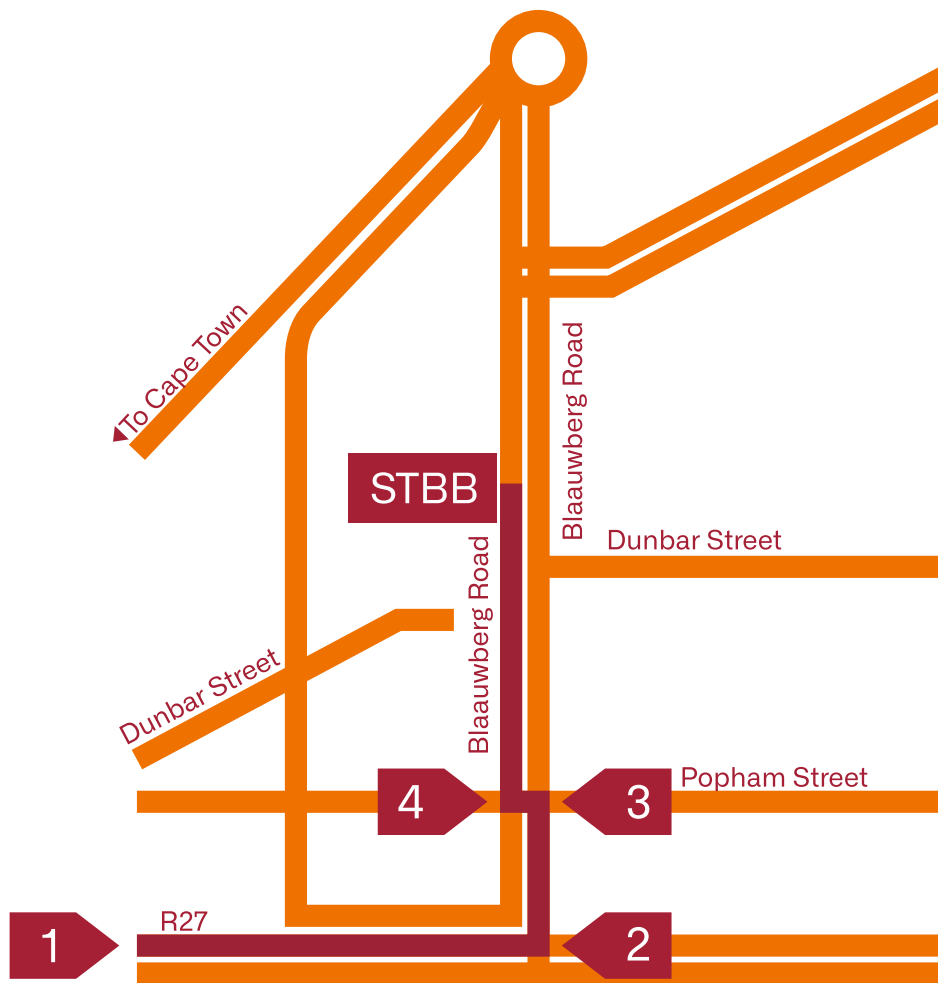 To Cape Town
Blaauwberg Road
STBB
Dunbar Street
Blaauwberg Road
Dunbar Street
Popham Street
4
3
R27
1
2